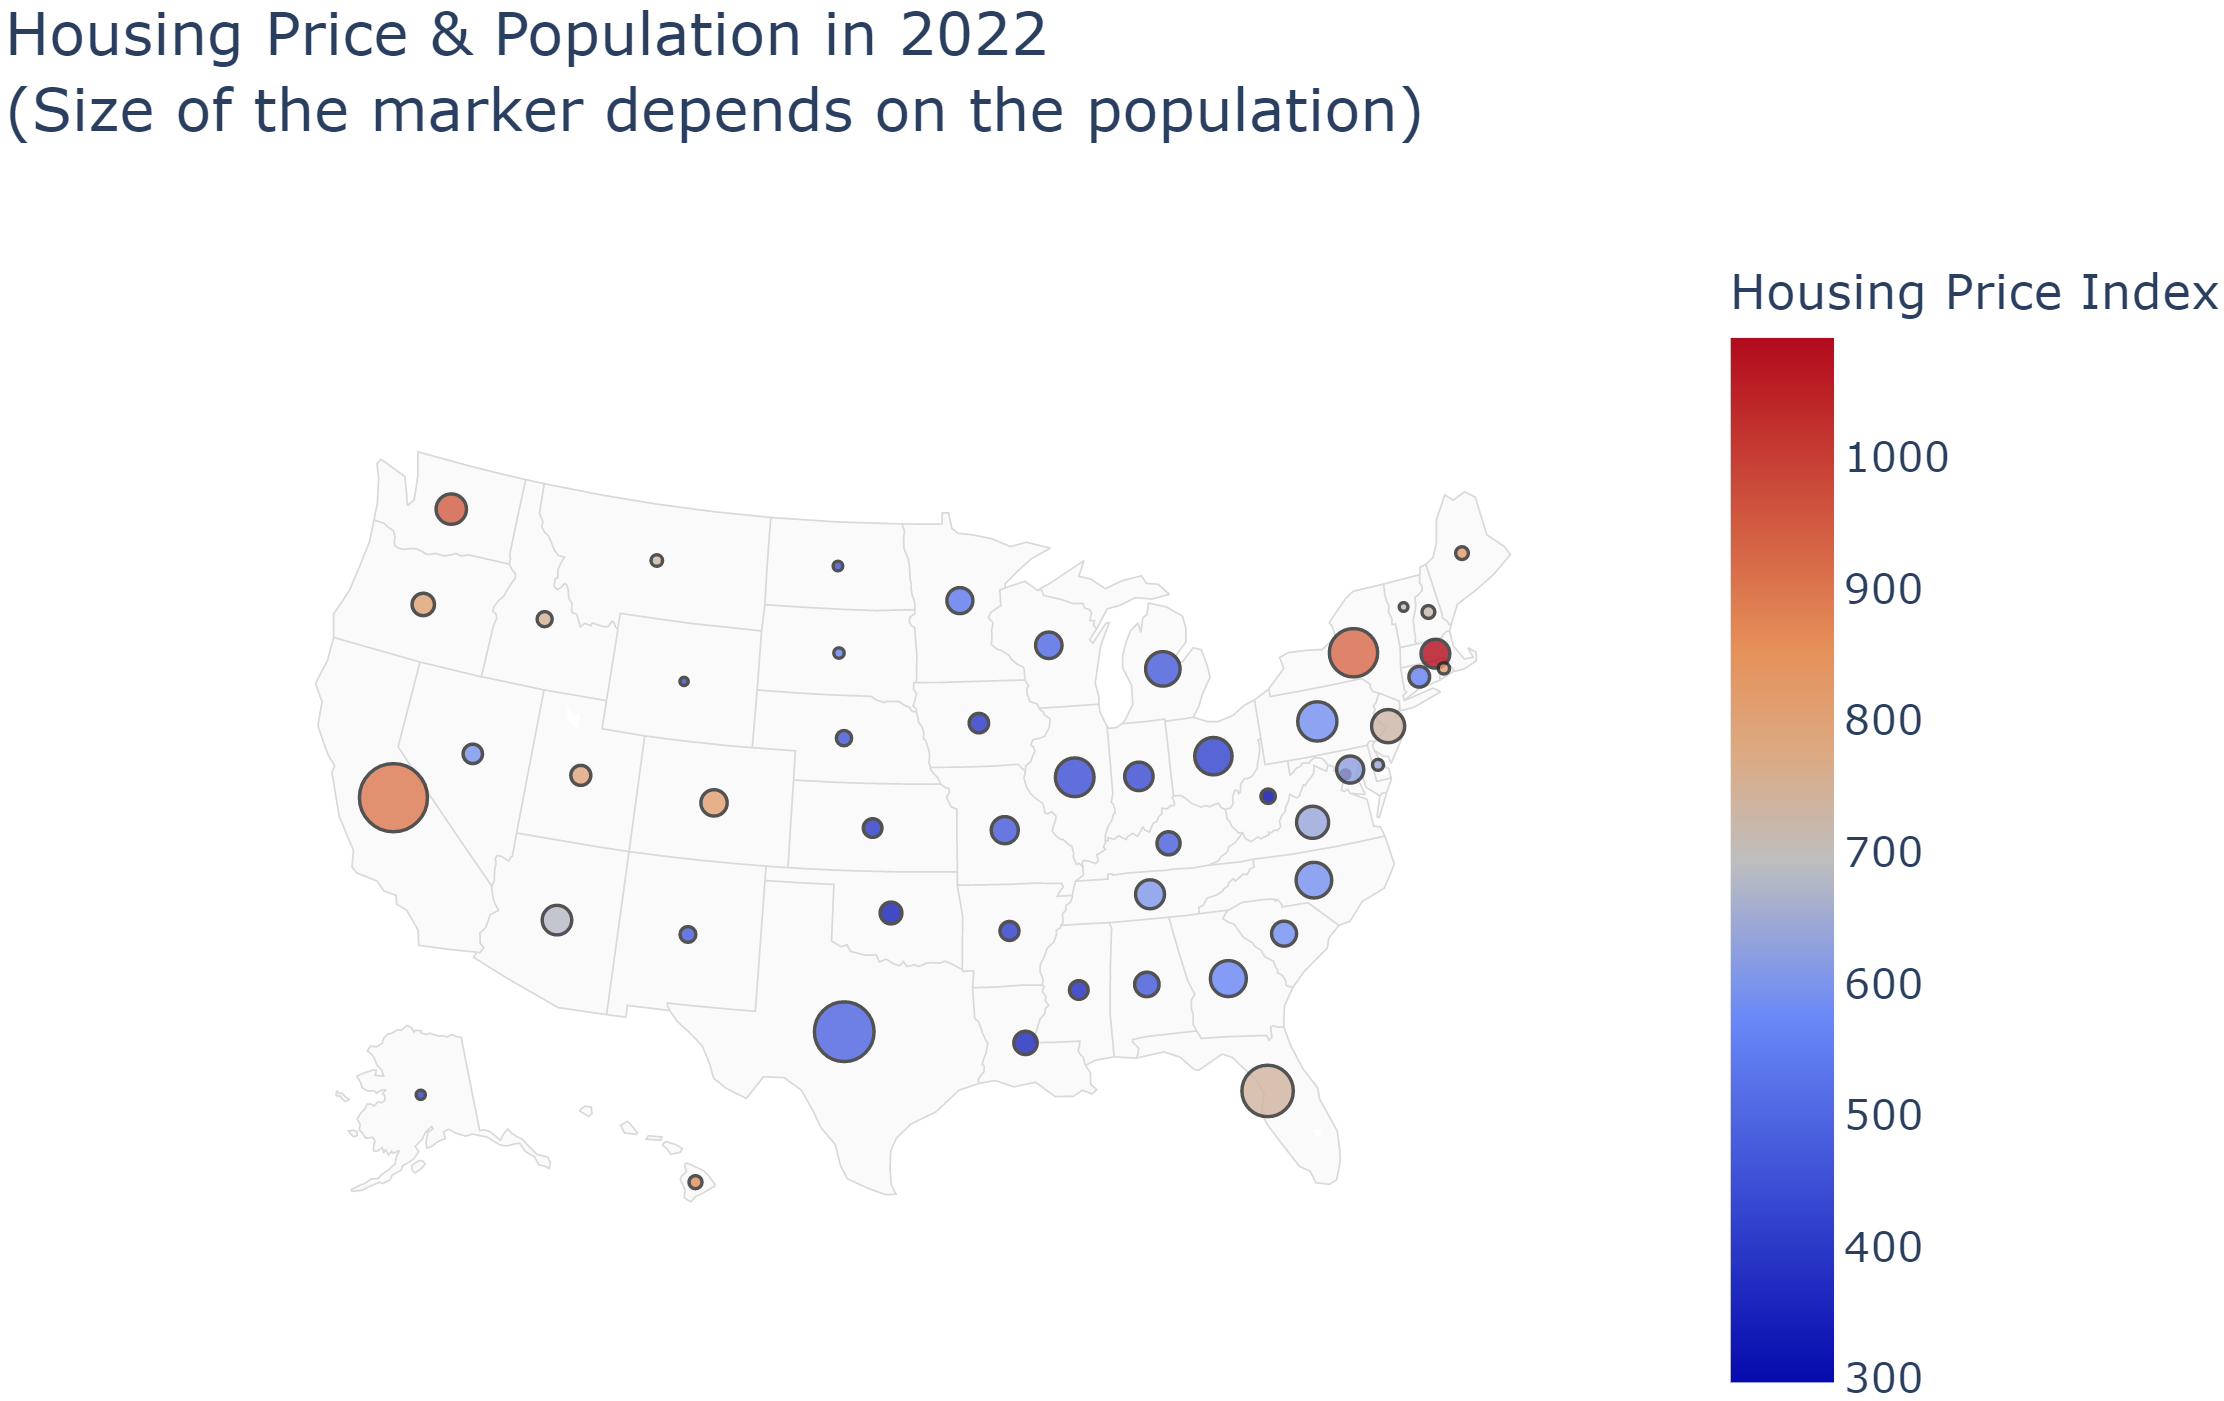 Housing Price & Population in 2022
(Size of the marker depends on the population)
Housing Price Index
1000
900
800
700
600
500
400
300